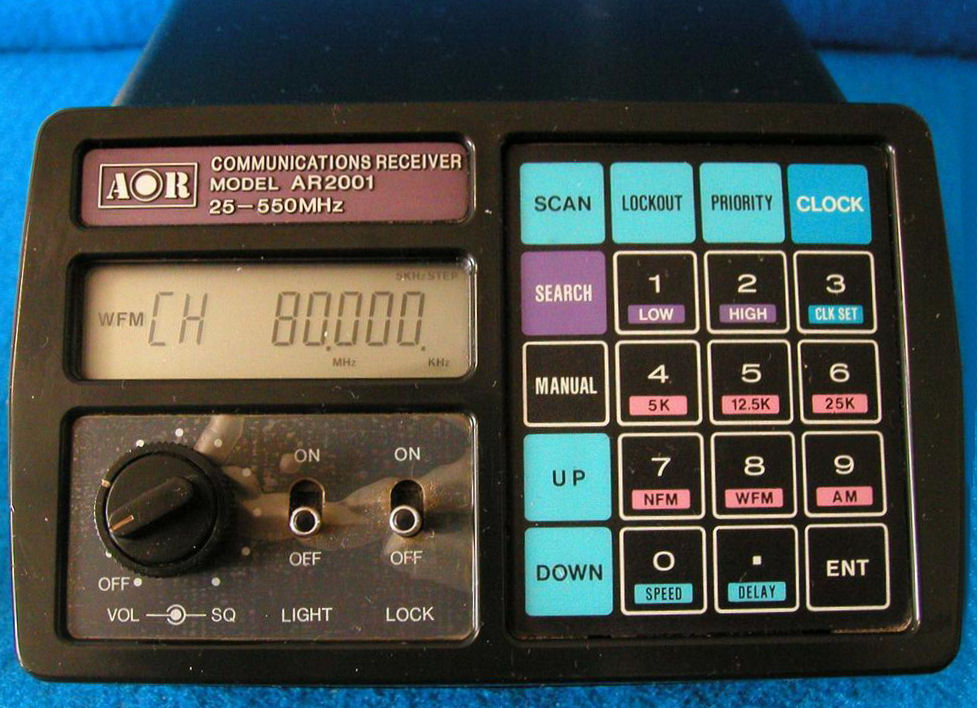 AOR
COMMUNICATIONS RECEIVER
MODEL AR2001
25-550MHz
5KHz STEP
WFM CH 80.000.
MHz KHz
ON ON
OFF OFF
OFF
VOL SQ LIGHT LOCK
SCAN LOCKOUT PRIORITY CLOCK
SEARCH 1 2 3
LOW HIGH CLK SET
MANUAL 4 5 6
5K 12.5K 25K
UP 7 8 9
NFM WFM AM
DOWN 0 . ENT
SPEED DELAY